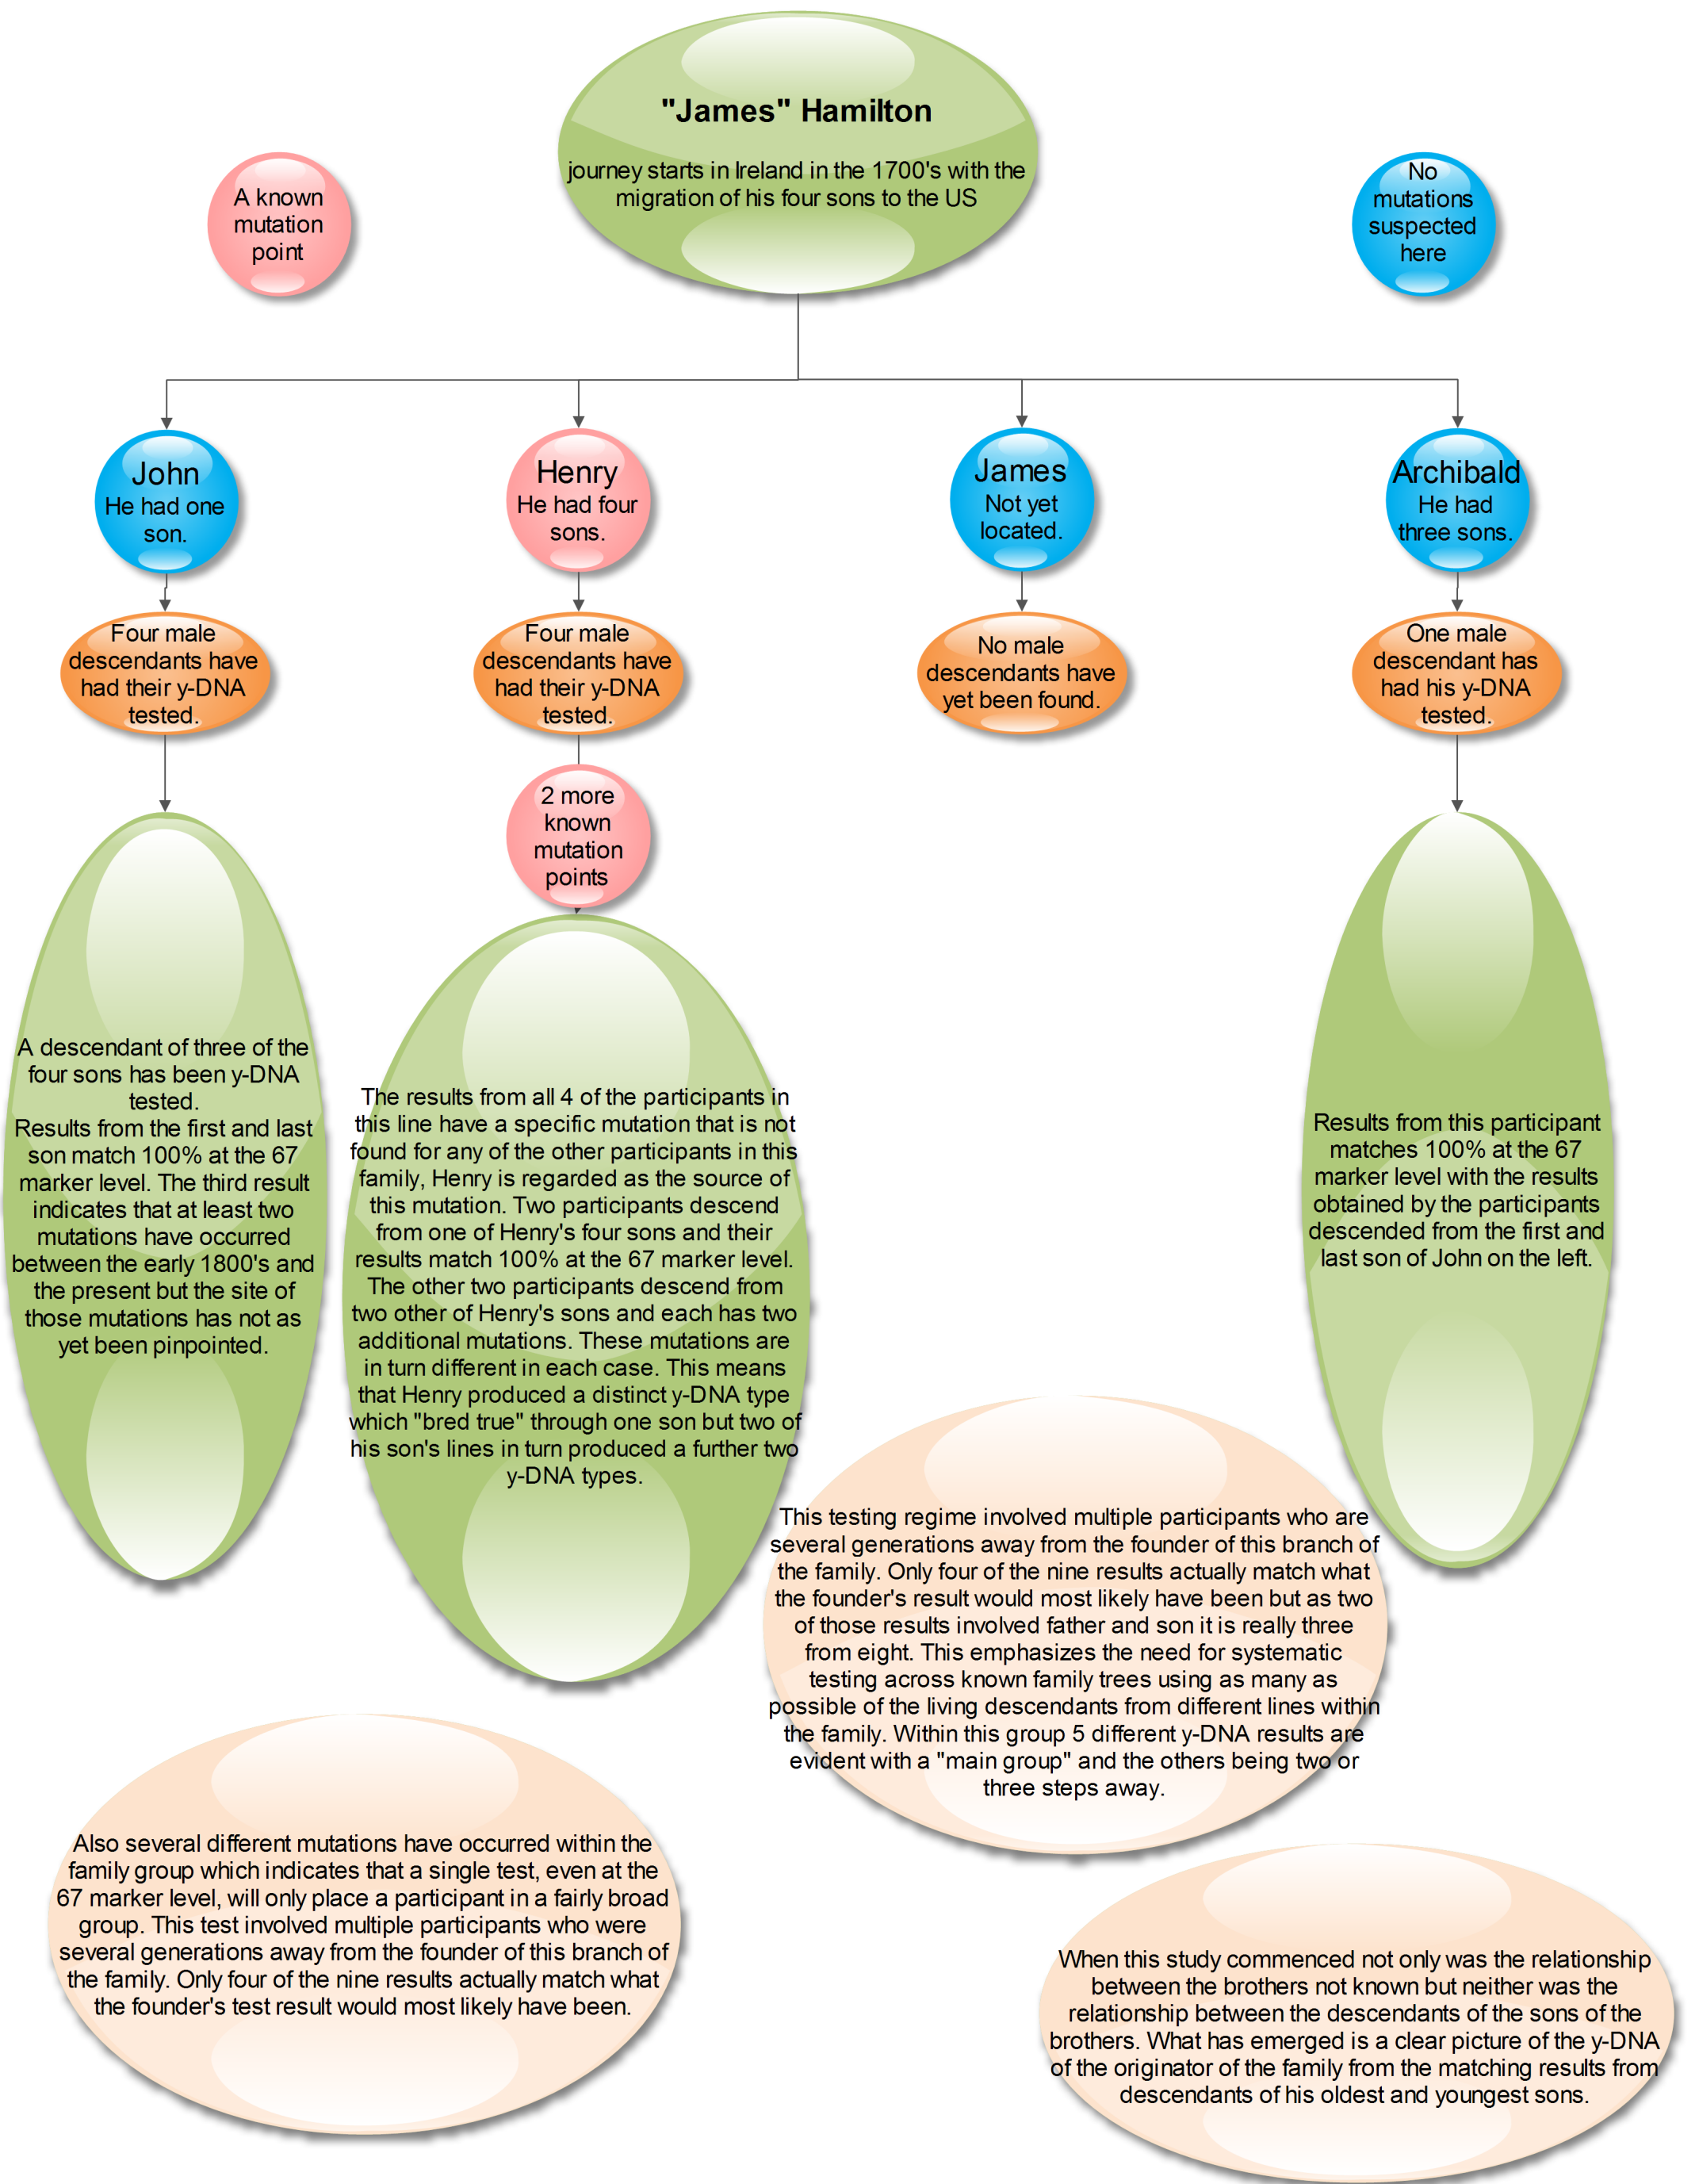 "James" Hamilton
journey starts in Ireland in the 1700's with the
migration of his four sons to the US
A known
mutation
point
No
mutations
suspected
here
John
He had one
son.
Henry
He had four
sons.
James
Not yet
located.
Archibald
He had
three sons.
Four male
descendants have
had their y-DNA
tested.
Four male
descendants have
had their y-DNA
tested.
No male
descendants have
yet been found.
One male
descendant has
had his y-DNA
tested.
2 more
known
mutation
points
A descendant of three of the
four sons has been y-DNA
tested.
Results from the first and last
son match 100% at the 67
marker level. The third result
indicates that at least two
mutations have occurred
between the early 1800's and
the present but the site of
those mutations has not as
yet been pinpointed.
The results from all 4 of the participants in
this line have a specific mutation that is not
found for any of the other participants in this
family, Henry is regarded as the source of
this mutation. Two participants descend
from one of Henry's four sons and their
results match 100% at the 67 marker level.
The other two participants descend from
two other of Henry's sons and each has two
additional mutations. These mutations are
in turn different in each case. This means
that Henry produced a distinct y-DNA type
which "bred true" through one son but two of
his son's lines in turn produced a further two
y-DNA types.
Results from this participant
matches 100% at the 67
marker level with the results
obtained by the participants
descended from the first and
last son of John on the left.
This testing regime involved multiple participants who are
several generations away from the founder of this branch of
the family. Only four of the nine results actually match what
the founder's result would most likely have been but as two
of those results involved father and son it is really three
from eight. This emphasizes the need for systematic
testing across known family trees using as many as
possible of the living descendants from different lines within
the family. Within this group 5 different y-DNA results are
evident with a "main group" and the others being two or
three steps away.
Also several different mutations have occurred within the
family group which indicates that a single test, even at the
67 marker level, will only place a participant in a fairly broad
group. This test involved multiple participants who were
several generations away from the founder of this branch of
the family. Only four of the nine results actually match what
the founder's test result would most likely have been.
When this study commenced not only was the relationship
between the brothers not known but neither was the
relationship between the descendants of the sons of the
brothers. What has emerged is a clear picture of the y-DNA
of the originator of the family from the matching results from
descendants of his oldest and youngest sons.